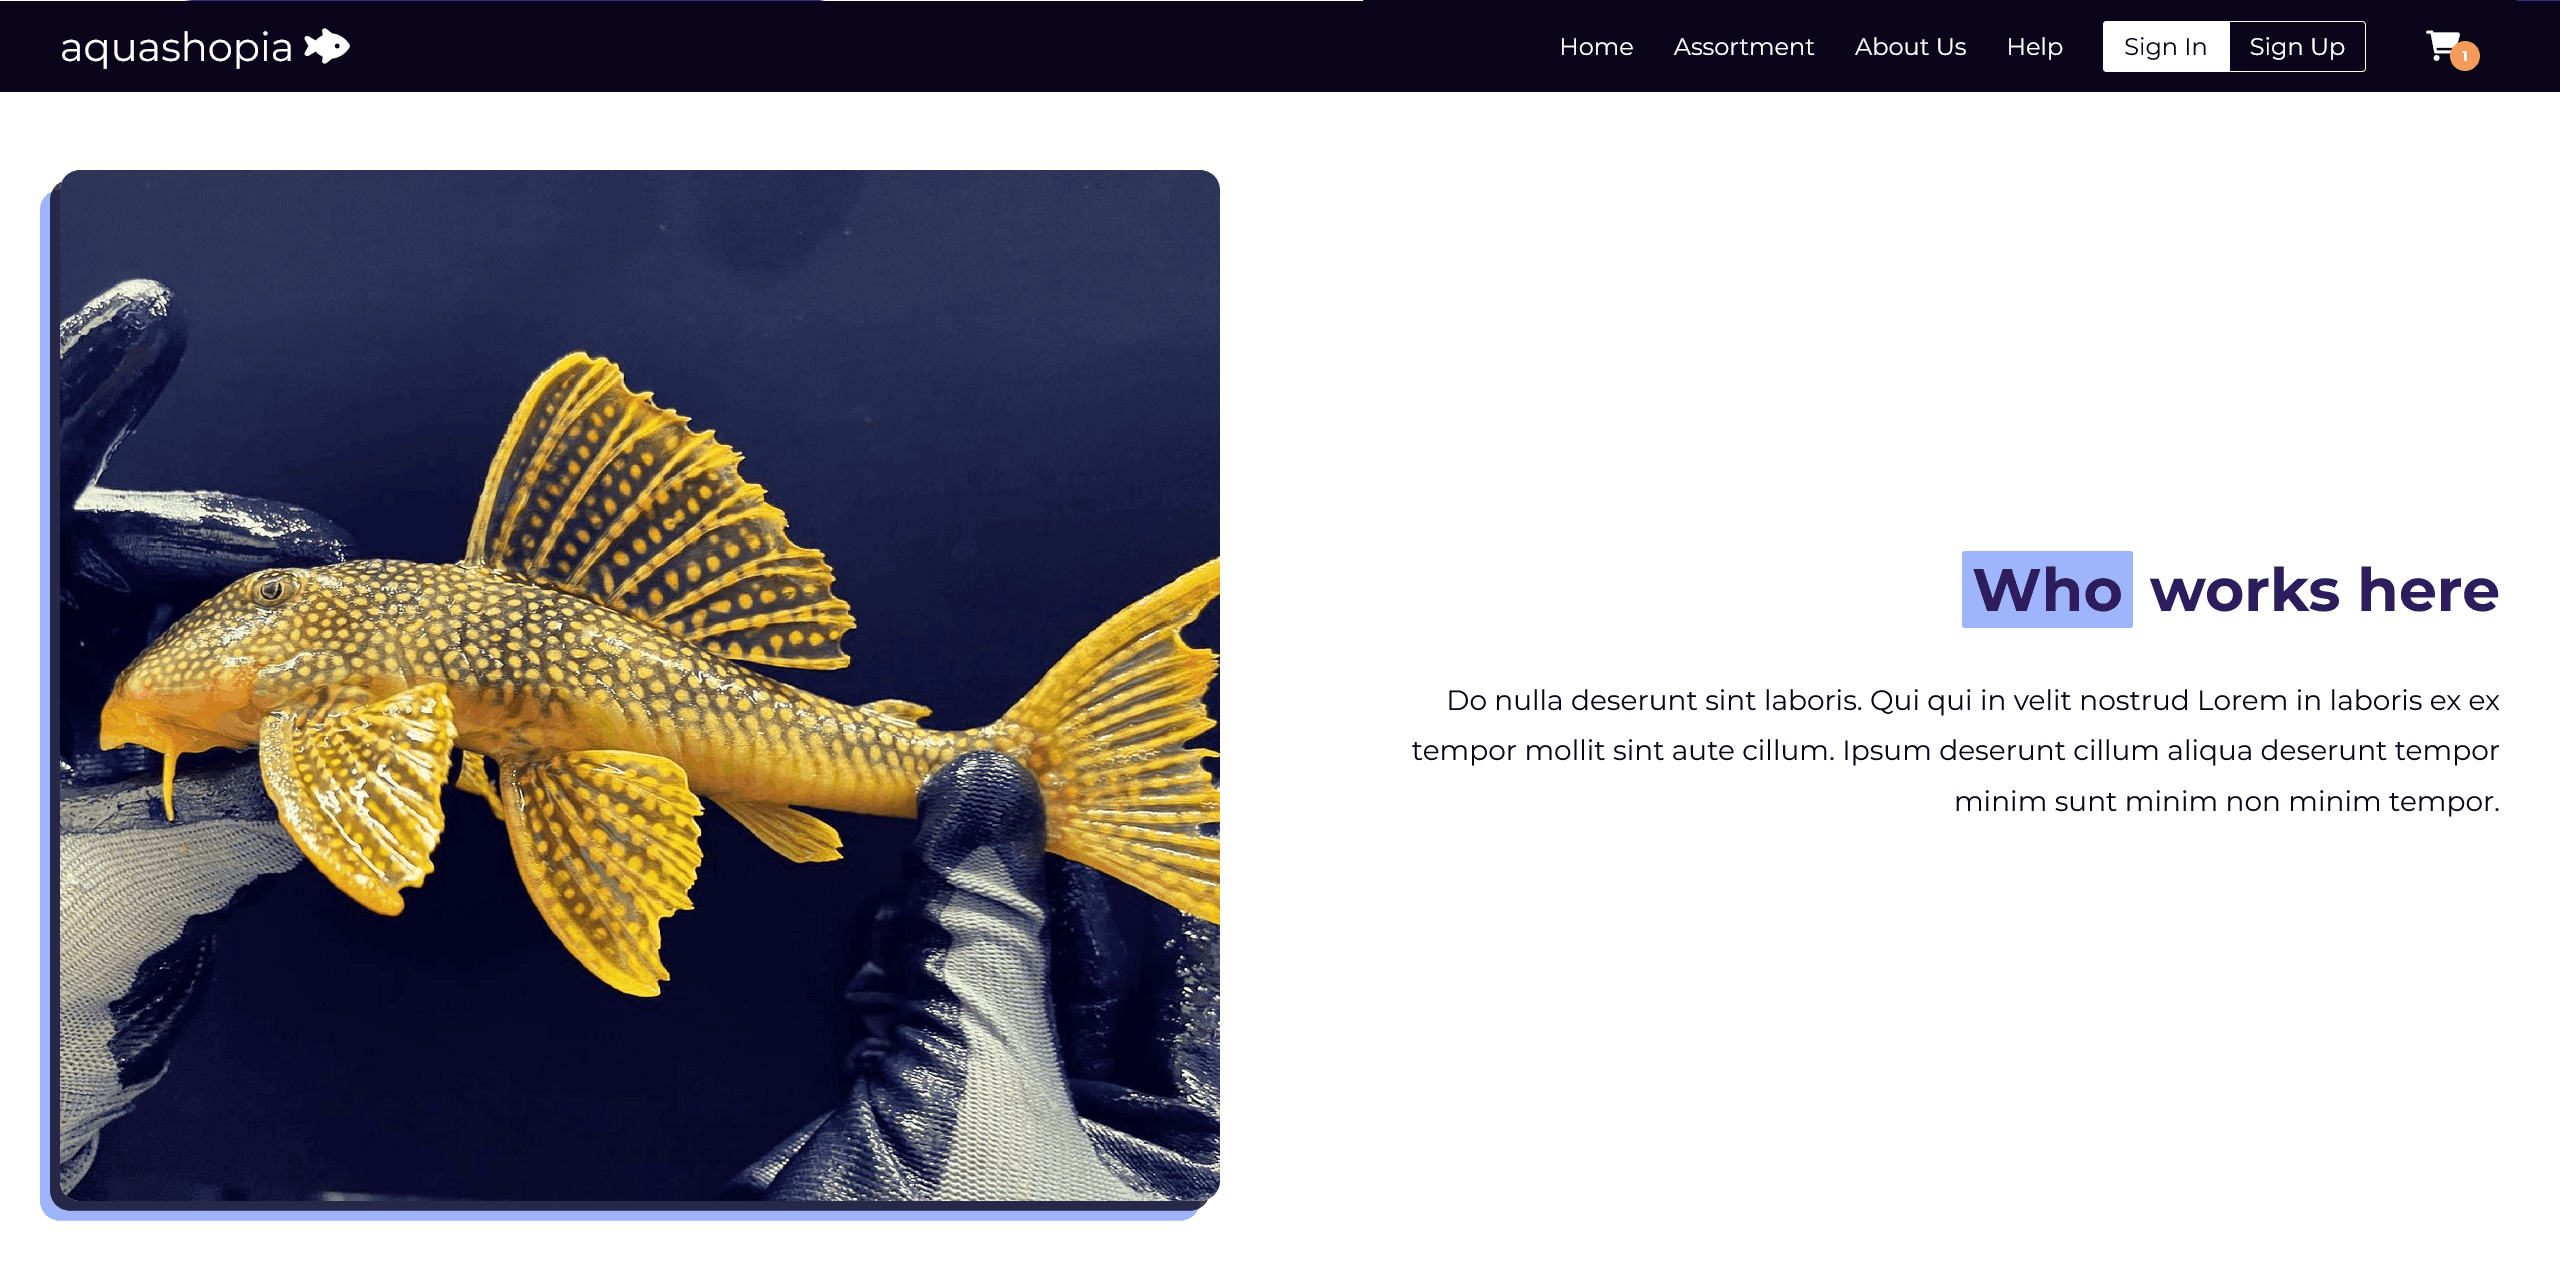 aquashopia
Home Assortment About Us Help Sign In Sign Up 1
Who works here
Do nulla deserunt sint laboris. Qui qui in velit nostrud Lorem in laboris ex ex
tempor mollit sint aute cillum. Ipsum deserunt cillum aliqua deserunt tempor
minim sunt minim non minim tempor.